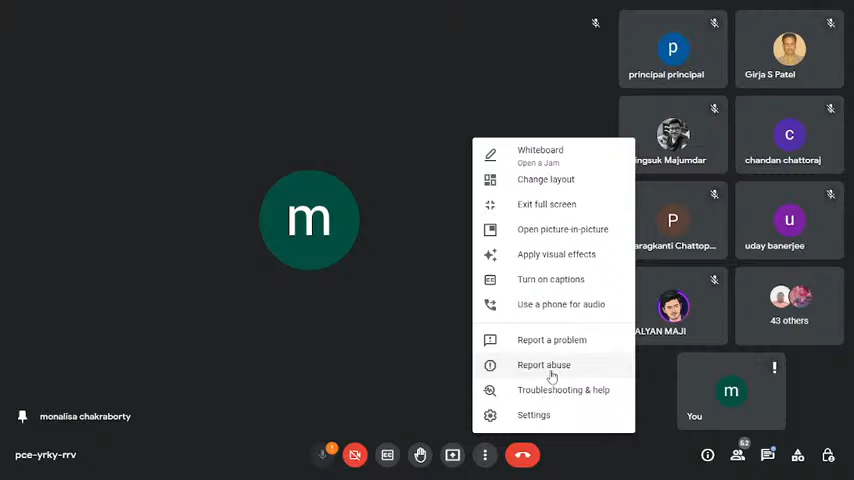 p
principal principal
Girja S Patel
ingsuk Majumdar
c
chandan chattoraj
P
aragkanti Chattop...
u
uday banerjee
ALYAN MAJI
43 others
m
You
m
Whiteboard
Open a Jam
Change layout
Exit full screen
Open picture-in-picture
Apply visual effects
Turn on captions
Use a phone for audio
Report a problem
Report abuse
Troubleshooting & help
Settings
monalisa chakraborty
pce-yrky-rrv
62